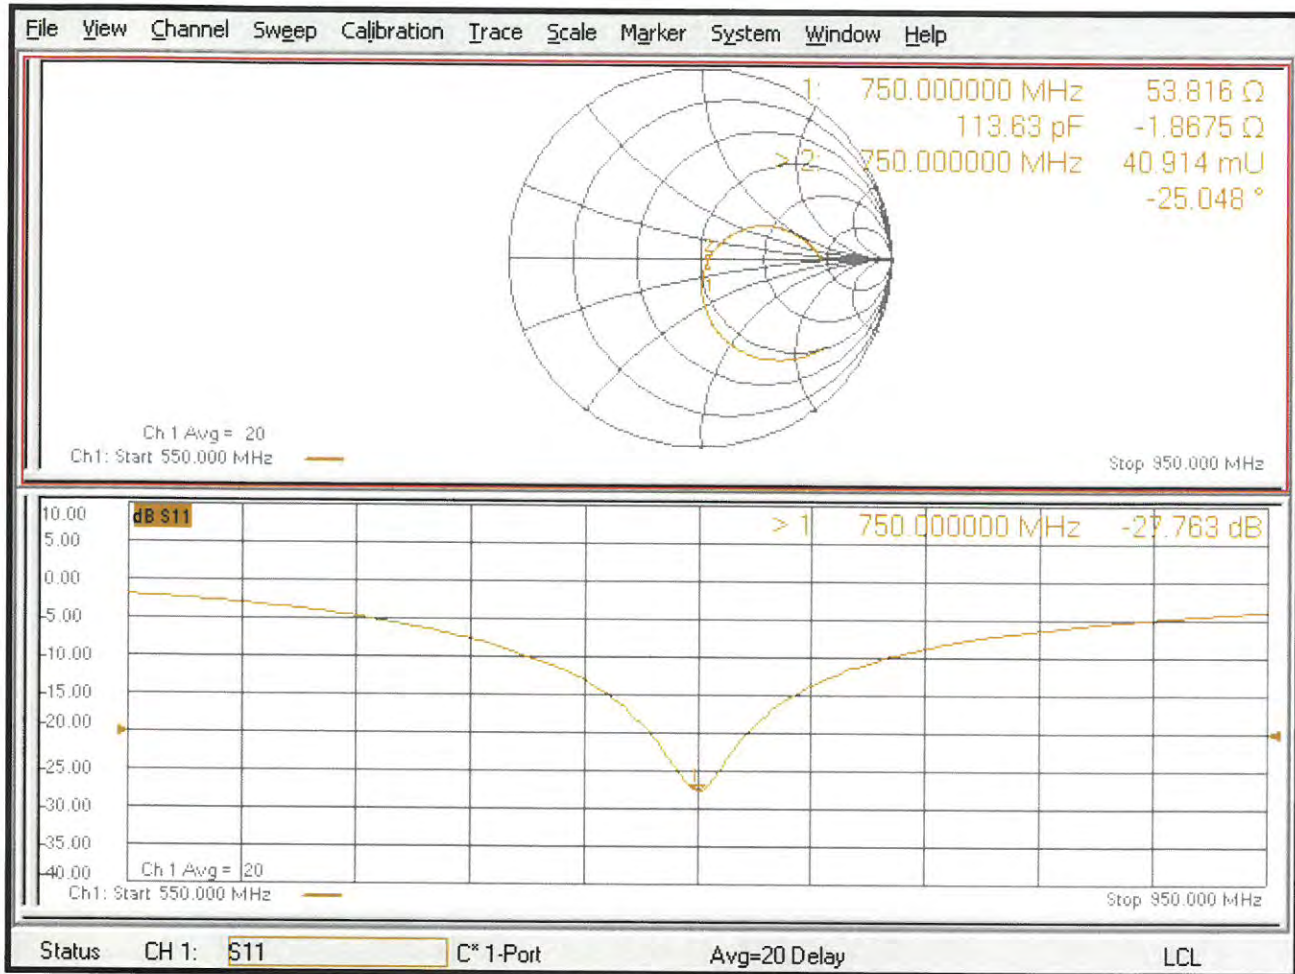 File View Channel Sweep Calibration Trace Scale Marker System Window Help
1: 750.000000 MHz 53.816 Ω
113.63 pF -1.8675 Ω
> 2: 750.000000 MHz 40.914 mU
-25.048 °
Ch 1 Avg = 20
Ch1: Start 550.000 MHz
Stop 950.000 MHz
10.00
5.00
0.00
-5.00
-10.00
-15.00
-20.00
-25.00
-30.00
-35.00
-40.00
dB S11
> 1 750.000000 MHz -27.763 dB
1
Ch 1 Avg = 20
Ch1: Start 550.000 MHz
Stop 950.000 MHz
Status CH 1: S11 C* 1-Port Avg=20 Delay LCL